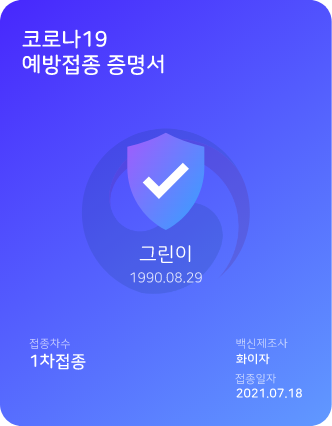 코로나19
예방접종 증명서
그린이
1990.08.29
접종차수
1차접종
백신제조사
화이자
접종일자
2021.07.18